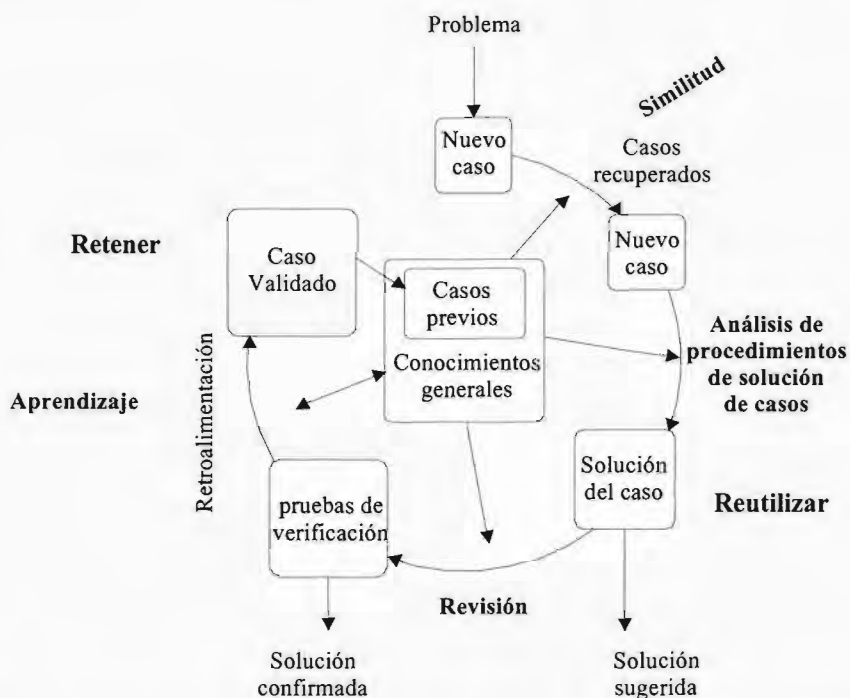 Problema
Similitud
Nuevo
caso
Casos
recuperados
Retener
Caso
Validado
Nuevo
caso
Casos
previos
Conocimientos
generales
Análisis de
procedimientos
de solución
de casos
Aprendizaje
Retroalimentación
pruebas de
verificación
Solución
del caso
Reutilizar
Revisión
Solución
confirmada
Solución
sugerida